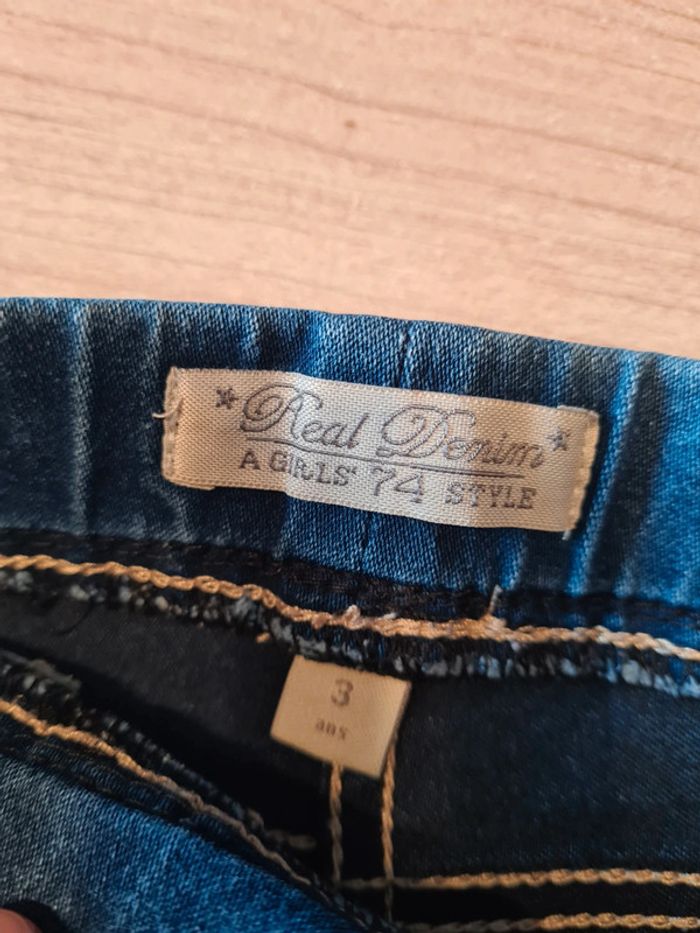 *Real Denim*
A GIRLS' 74 STYLE
3
ans